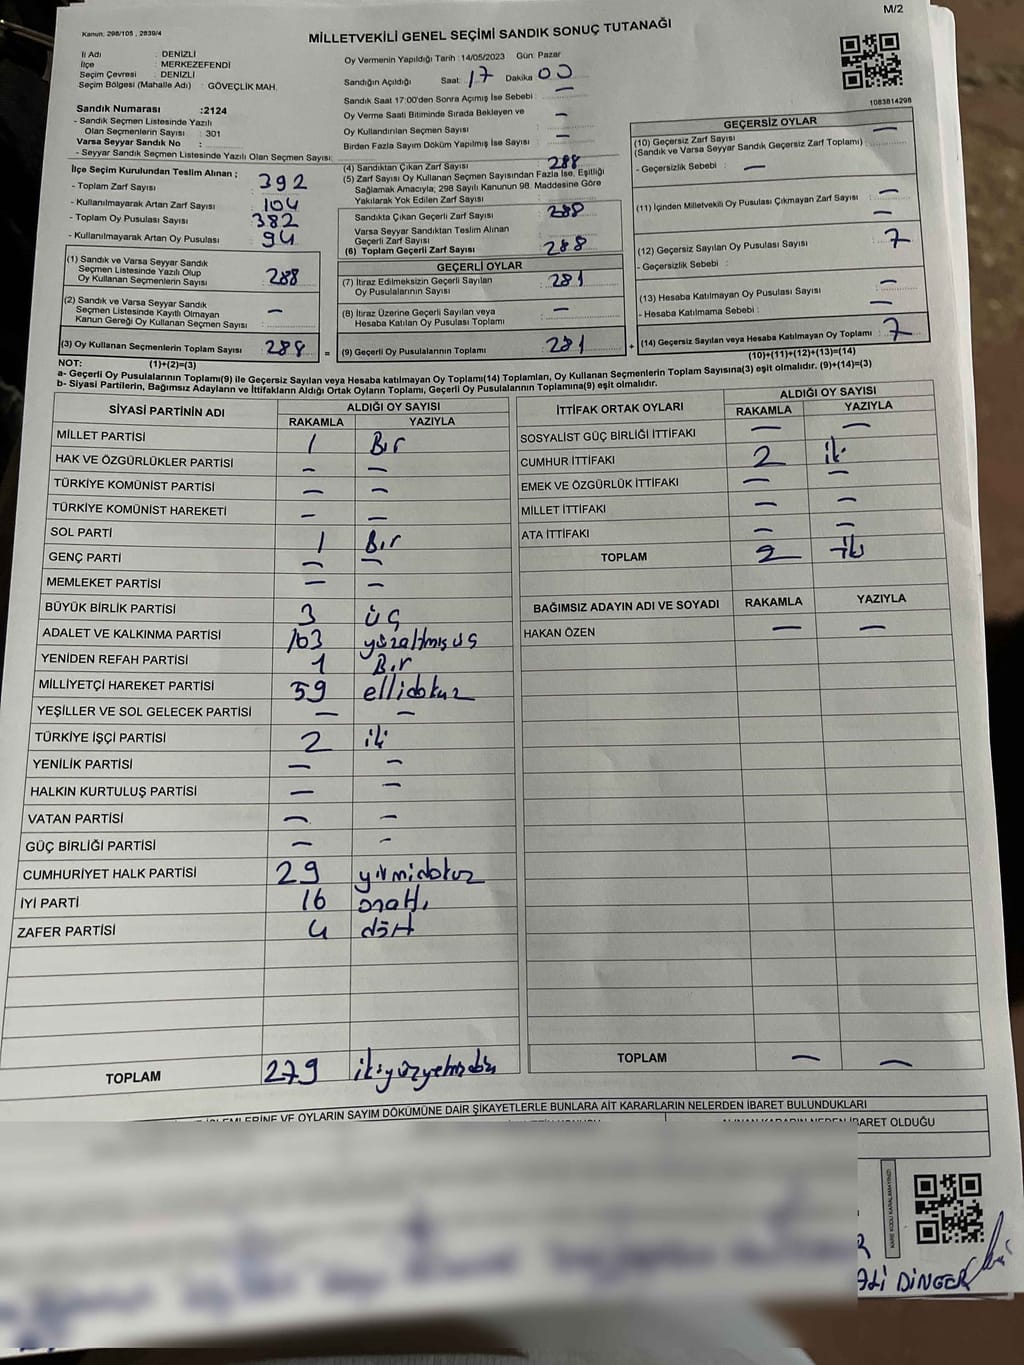 M/2
Kanun: 298/105 , 2839/4
MİLLETVEKİLİ GENEL SEÇİMİ SANDIK SONUÇ TUTANAĞI
İl Adı : DENİZLİ
İlçe : MERKEZEFENDİ
Seçim Çevresi : DENİZLİ
Seçim Bölgesi (Mahalle Adı) : GÖVEÇLİK MAH.
Sandık Numarası :2124
- Sandık Seçmen Listesinde Yazılı
Olan Seçmenlerin Sayısı : 301
Varsa Seyyar Sandık No :
- Seyyar Sandık Seçmen Listesinde Yazılı Olan Seçmen Sayısı:
Oy Vermenin Yapıldığı Tarih : 14/05/2023 Gün: Pazar
Sandığın Açıldığı Saat: 17 Dakika 00
Sandık Saat 17:00'den Sonra Açmış İse Sebebi : —
Oy Verme Saati Bitiminde Sırada Bekleyen ve
Oy Kullandırılan Seçmen Sayısı : —
Birden Fazla Sayım Döküm Yapılmış İse Sayısı : —
1083814298
İlçe Seçim Kurulundan Teslim Alınan ;
- Toplam Zarf Sayısı : 392
- Kullanılmayarak Artan Zarf Sayısı : 104
- Toplam Oy Pusulası Sayısı : 382
- Kullanılmayarak Artan Oy Pusulası : 94
(1) Sandık ve Varsa Seyyar Sandık
Seçmen Listesinde Yazılı Olup
Oy Kullanan Seçmenlerin Sayısı : 288
(2) Sandık ve Varsa Seyyar Sandık
Seçmen Listesinde Kayıtlı Olmayan
Kanun Gereği Oy Kullanan Seçmen Sayısı : —
(3) Oy Kullanan Seçmenlerin Toplam Sayısı : 288
(4) Sandıktan Çıkan Zarf Sayısı : 288
(5) Zarf Sayısı Oy Kullanan Seçmen Sayısından Fazla İse, Eşitliği
Sağlamak Amacıyla; 298 Sayılı Kanunun 98. Maddesine Göre
Yakılarak Yok Edilen Zarf Sayısı :
Sandıkta Çıkan Geçerli Zarf Sayısı : 288
Varsa Seyyar Sandıktan Teslim Alınan
Geçerli Zarf Sayısı :
(6) Toplam Geçerli Zarf Sayısı : 288
GEÇERLİ OYLAR
(7) İtiraz Edilmeksizin Geçerli Sayılan
Oy Pusulalarının Sayısı : 281
(8) İtiraz Üzerine Geçerli Sayılan veya
Hesaba Katılan Oy Pusulası Toplamı : —
= (9) Geçerli Oy Pusulalarının Toplamı : 281 +
GEÇERSİZ OYLAR
(10) Geçersiz Zarf Sayısı : —
(Sandık ve Varsa Seyyar Sandık Geçersiz Zarf Toplamı)
- Geçersizlik Sebebi : —
(11) İçinden Milletvekili Oy Pusulası Çıkmayan Zarf Sayısı : —
—
(12) Geçersiz Sayılan Oy Pusulası Sayısı : 7
- Geçersizlik Sebebi :
(13) Hesaba Katılmayan Oy Pusulası Sayısı : —
- Hesaba Katılmama Sebebi : —
(14) Geçersiz Sayılan veya Hesaba Katılmayan Oy Toplamı : 7
NOT: (1)+(2)=(3) (10)+(11)+(12)+(13)=(14)
a- Geçerli Oy Pusulalarının Toplamı(9) ile Geçersiz Sayılan veya Hesaba katılmayan Oy Toplamı(14) Toplamları, Oy Kullanan Seçmenlerin Toplam Sayısına(3) eşit olmalıdır. (9)+(14)=(3)
b- Siyasi Partilerin, Bağımsız Adayların ve İttifakların Aldığı Ortak Oyların Toplamı, Geçerli Oy Pusulalarının Toplamına(9) eşit olmalıdır.
SİYASİ PARTİNİN ADI ALDIĞI OY SAYISI
RAKAMLA YAZIYLA
MİLLET PARTİSİ 1 Bir
HAK VE ÖZGÜRLÜKLER PARTİSİ — —
TÜRKİYE KOMÜNİST PARTİSİ — —
TÜRKİYE KOMÜNİST HAREKETİ — —
SOL PARTİ 1 Bir
GENÇ PARTİ — —
MEMLEKET PARTİSİ — —
BÜYÜK BİRLİK PARTİSİ 3 üç
ADALET VE KALKINMA PARTİSİ 163 yüzaltmış üç
YENİDEN REFAH PARTİSİ 1 Bir
MİLLİYETÇİ HAREKET PARTİSİ 59 ellidokuz
YEŞİLLER VE SOL GELECEK PARTİSİ — —
TÜRKİYE İŞÇİ PARTİSİ 2 iki
YENİLİK PARTİSİ — —
HALKIN KURTULUŞ PARTİSİ — —
VATAN PARTİSİ — —
GÜÇ BİRLİĞİ PARTİSİ — —
CUMHURİYET HALK PARTİSİ 29 yirmidokuz
İYİ PARTİ 16 onaltı
ZAFER PARTİSİ 4 dört
TOPLAM 279 ikiyüzyetmişdokuz
İTTİFAK ORTAK OYLARI ALDIĞI OY SAYISI
RAKAMLA YAZIYLA
SOSYALİST GÜÇ BİRLİĞİ İTTİFAKI — —
CUMHUR İTTİFAKI 2 iki
EMEK VE ÖZGÜRLÜK İTTİFAKI — —
MİLLET İTTİFAKI — —
ATA İTTİFAKI — —
TOPLAM 2 iki
BAĞIMSIZ ADAYIN ADI VE SOYADI RAKAMLA YAZIYLA
HAKAN ÖZEN — —
TOPLAM — —
İŞLEMLERİNE VE OYLARIN SAYIM DÖKÜMÜNE DAİR ŞİKAYETLERLE BUNLARA AİT KARARLARIN NELERDEN İBARET BULUNDUKLARI
ALINAN KARARIN NEDEN İBARET OLDUĞU
KARE KODU KARALAMAYINIZ!
ALİ DİNÇER